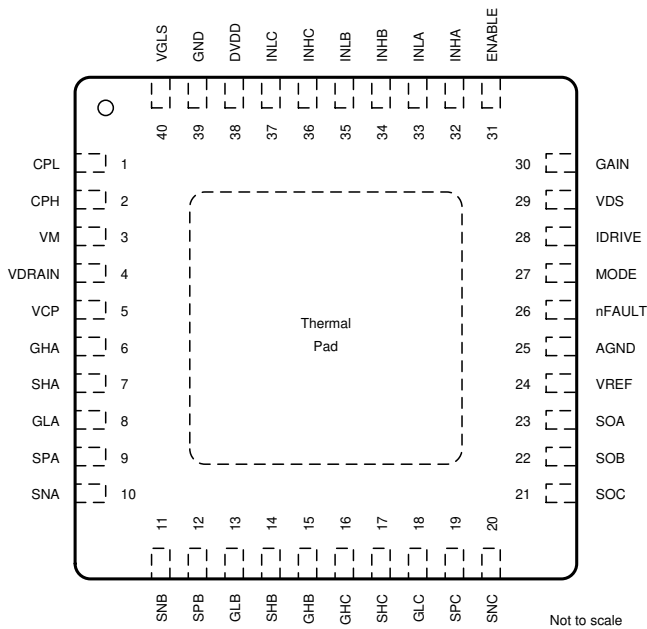 VGLS GND DVDD INLC INHC INLB INHB INLA INHA ENABLE
40 39 38 37 36 35 34 33 32 31
CPL 1 30 GAIN
CPH 2 29 VDS
VM 3 28 IDRIVE
VDRAIN 4 27 MODE
VCP 5 26 nFAULT
GHA 6 25 AGND
SHA 7 24 VREF
GLA 8 23 SOA
SPA 9 22 SOB
SNA 10 21 SOC
Thermal
Pad
11 12 13 14 15 16 17 18 19 20
SNB SPB GLB SHB GHB GHC SHC GLC SPC SNC
Not to scale